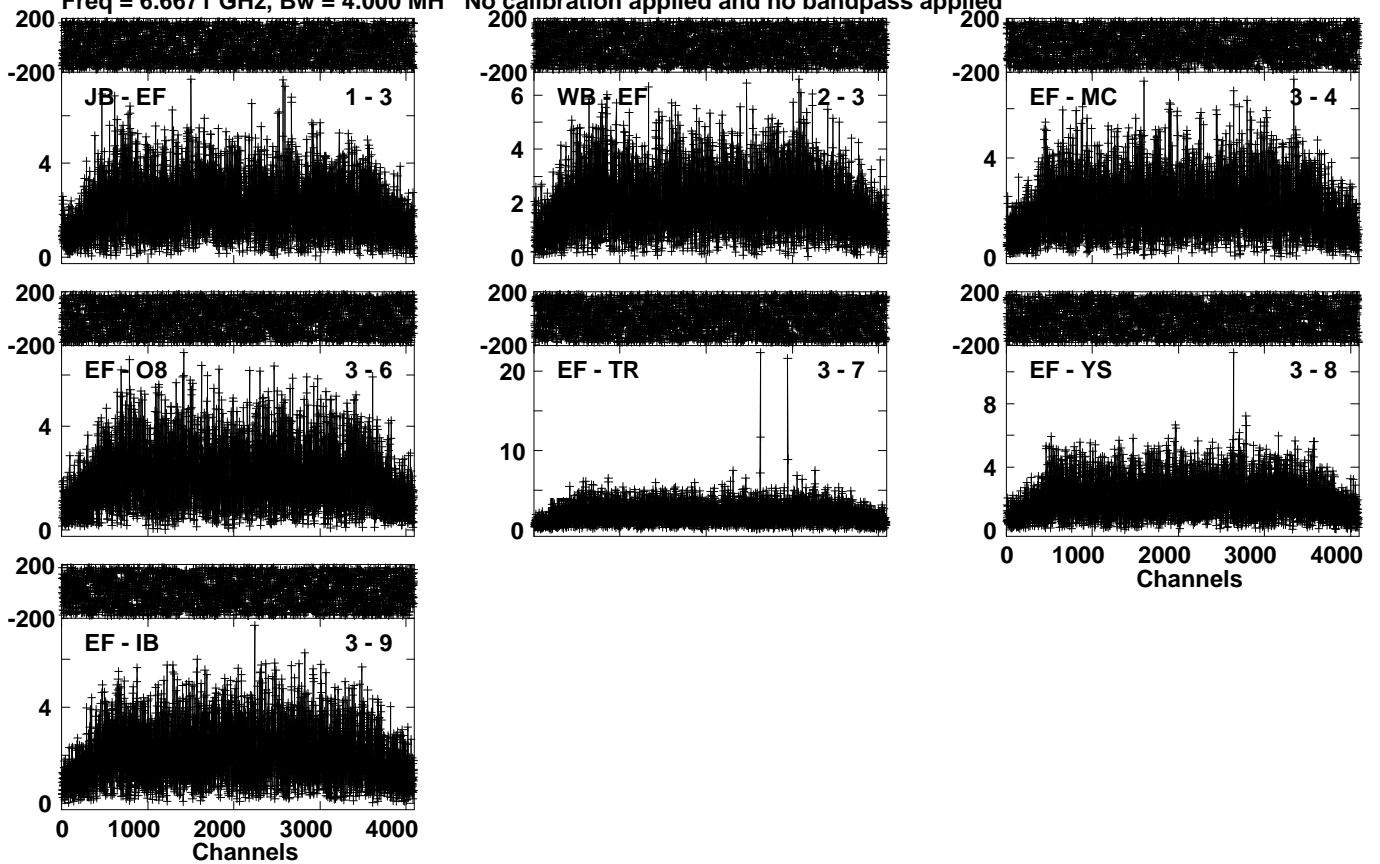 Freq = 6.6671 GHz, Bw = 4.000 MH No calibration applied and no bandpass applied
200
-200
JB - EF 1 - 3
4
0
200
-200
WB - EF 2 - 3
6
4
2
0
200
-200
EF - MC 3 - 4
4
0
200
-200
EF - O8 3 - 6
4
0
200
-200
EF - TR 3 - 7
20
10
0
200
-200
EF - YS 3 - 8
8
4
0
0 1000 2000 3000 4000
Channels
200
-200
EF - IB 3 - 9
4
0
0 1000 2000 3000 4000
Channels